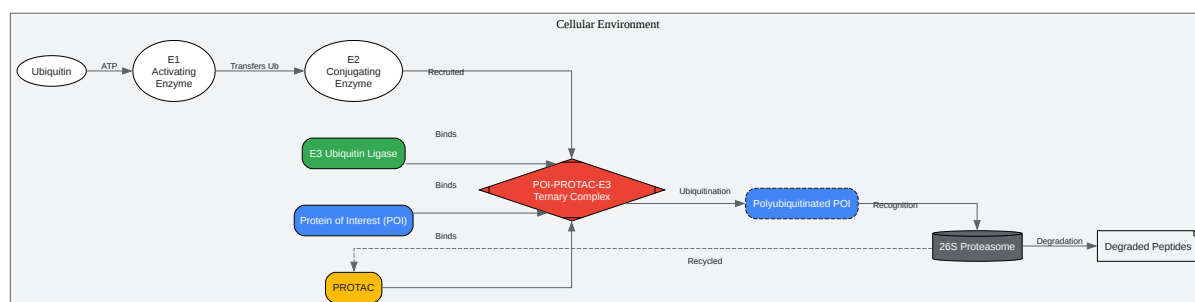 Cellular Environment
Ubiquitin
ATP
E1
Activating
Enzyme
Transfers Ub
E2
Conjugating
Enzyme
Recruited
Binds
E3 Ubiquitin Ligase
Binds
POI-PROTAC-E3
Ternary Complex
Ubiquitination
Polyubiquitinated POI
Recognition
Protein of Interest (POI)
Binds
26S Proteasome
Degradation
Degraded Peptides
Recycled
PROTAC